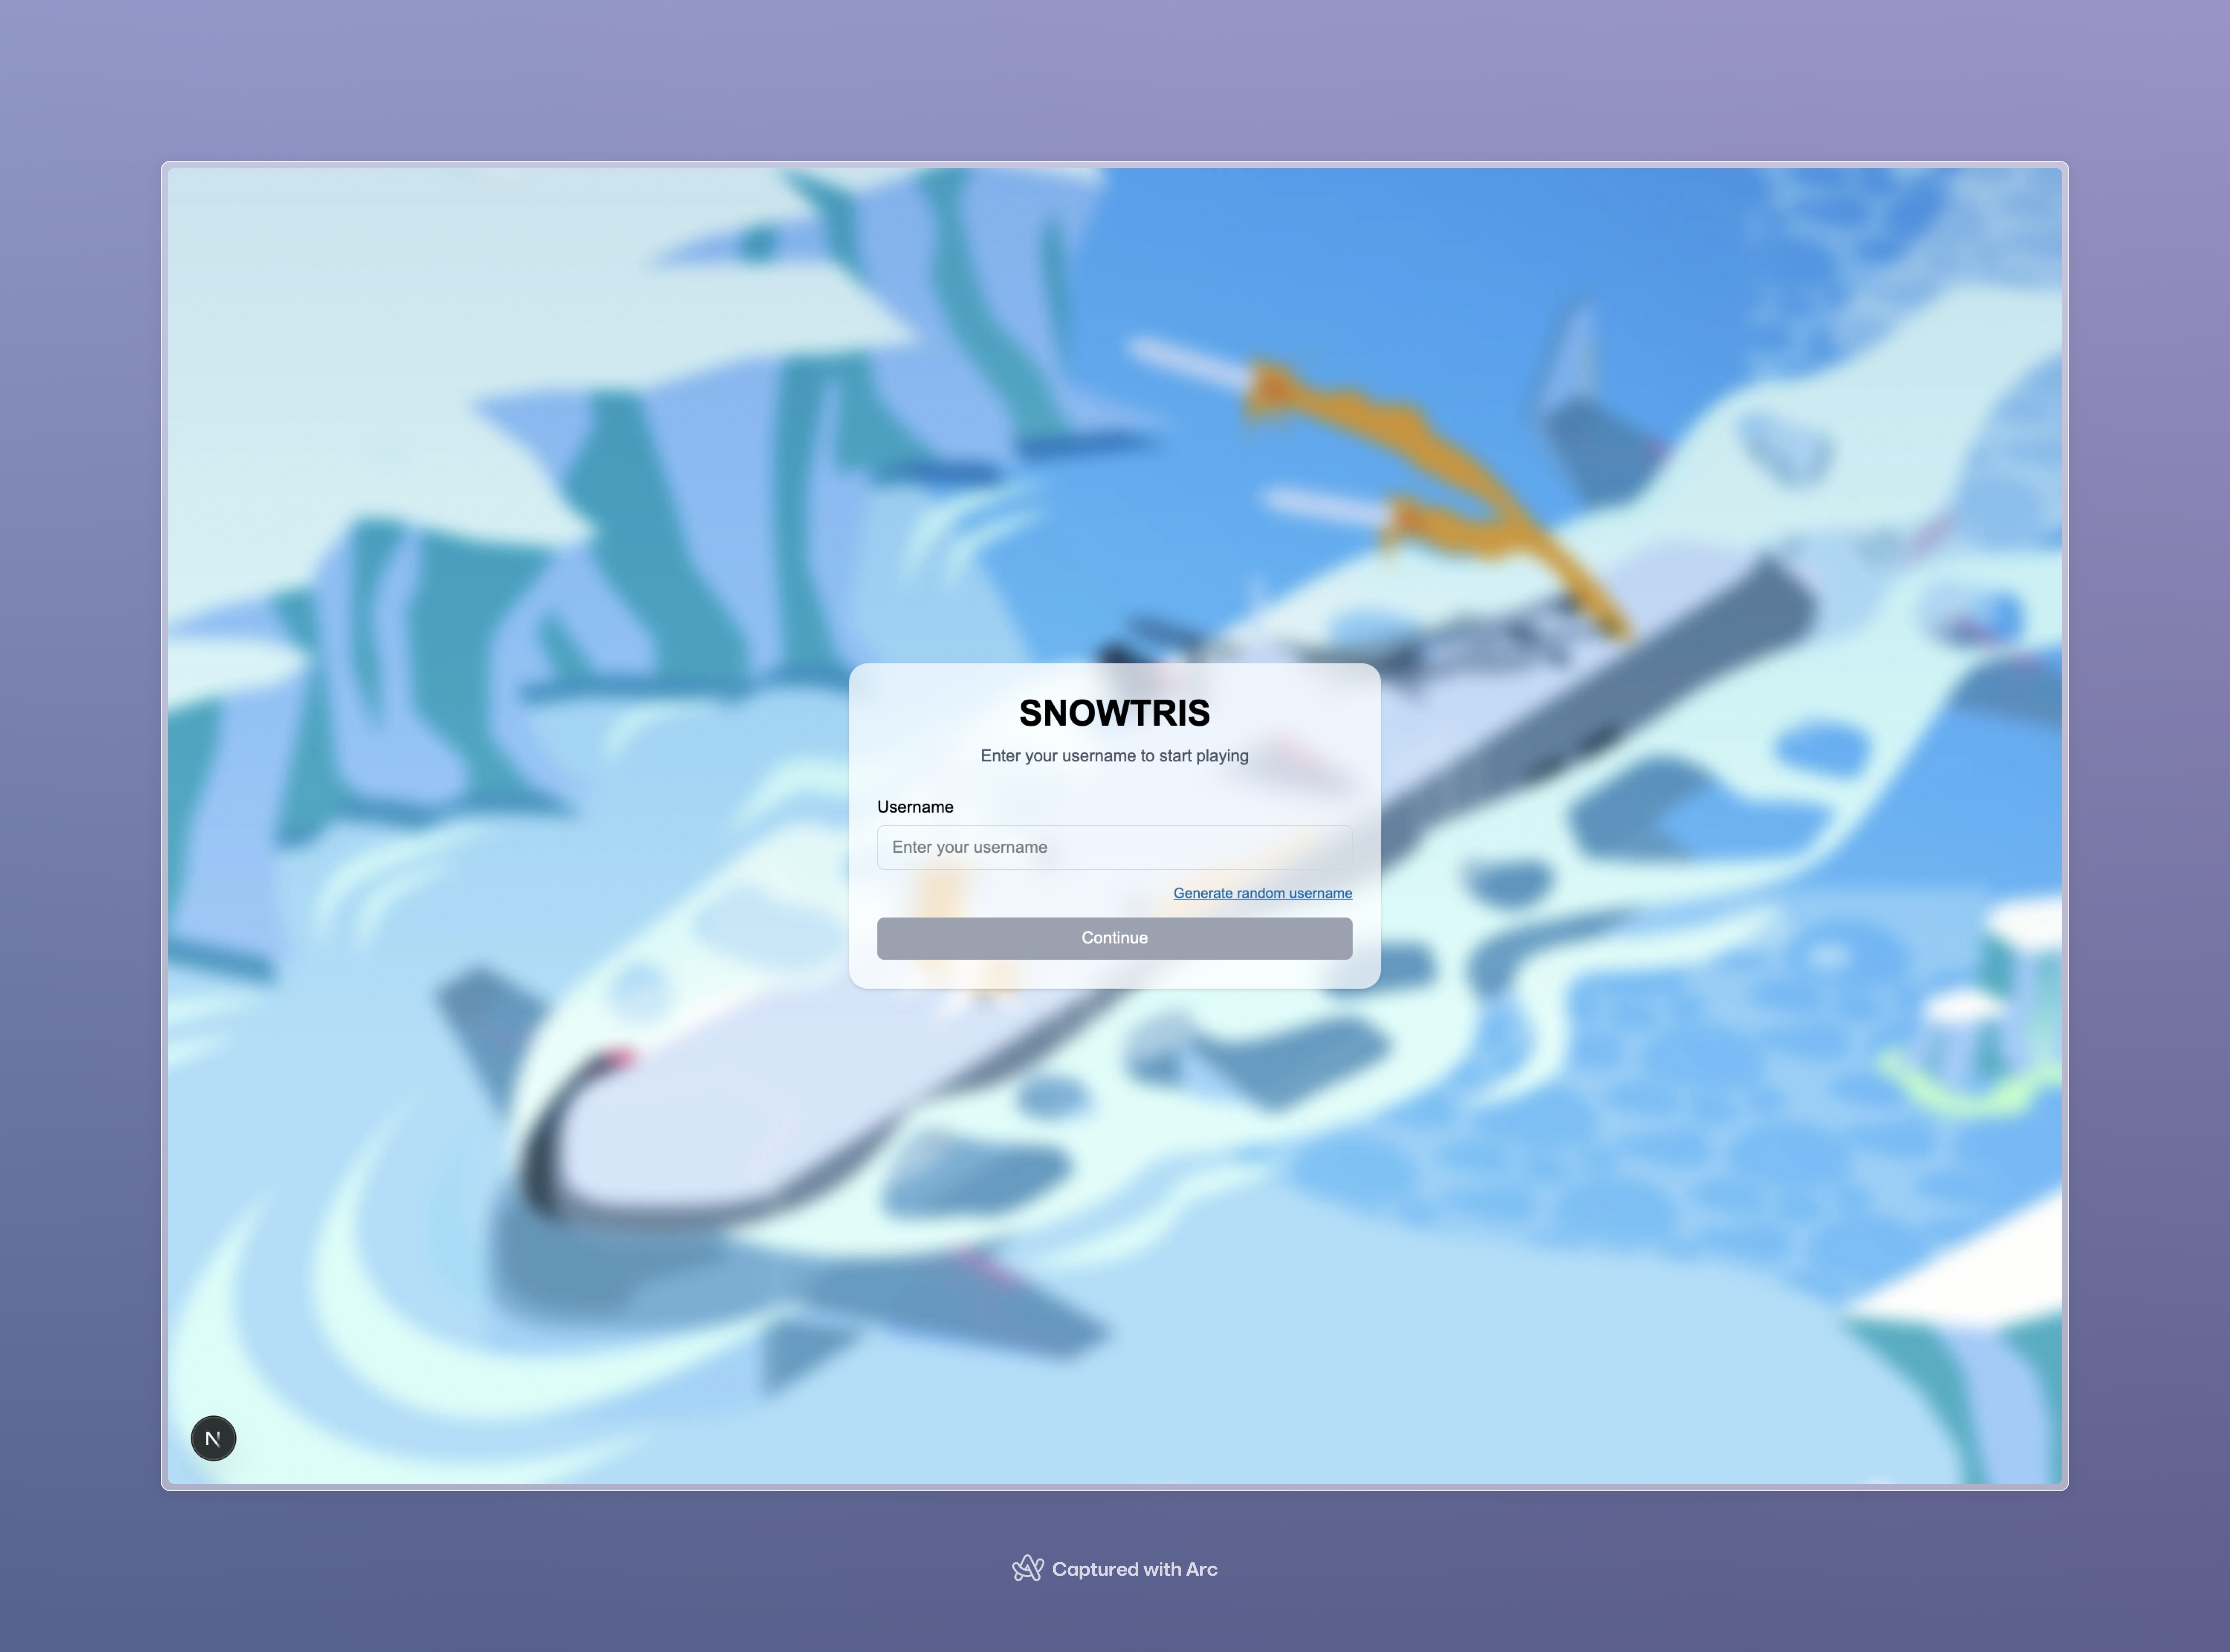 SNOWTRIS
Enter your username to start playing
Username
Enter your username
Generate random username
Continue
N
Captured with Arc